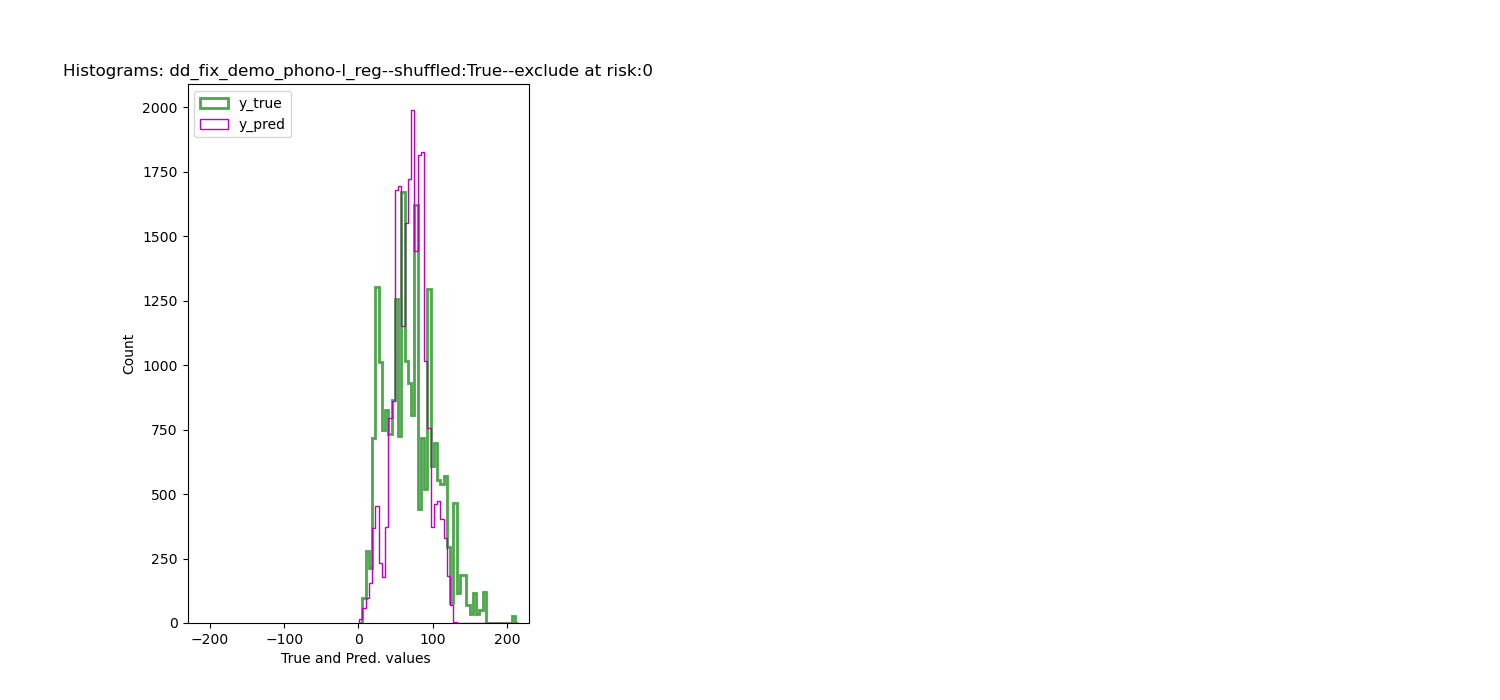 Histograms: dd_fix_demo_phono-l_reg--shuffled:True--exclude at risk:0
y_true
y_pred
2000
1750
1500
1250
1000
750
500
250
0
Count
−200
−100
0
100
200
True and Pred. values